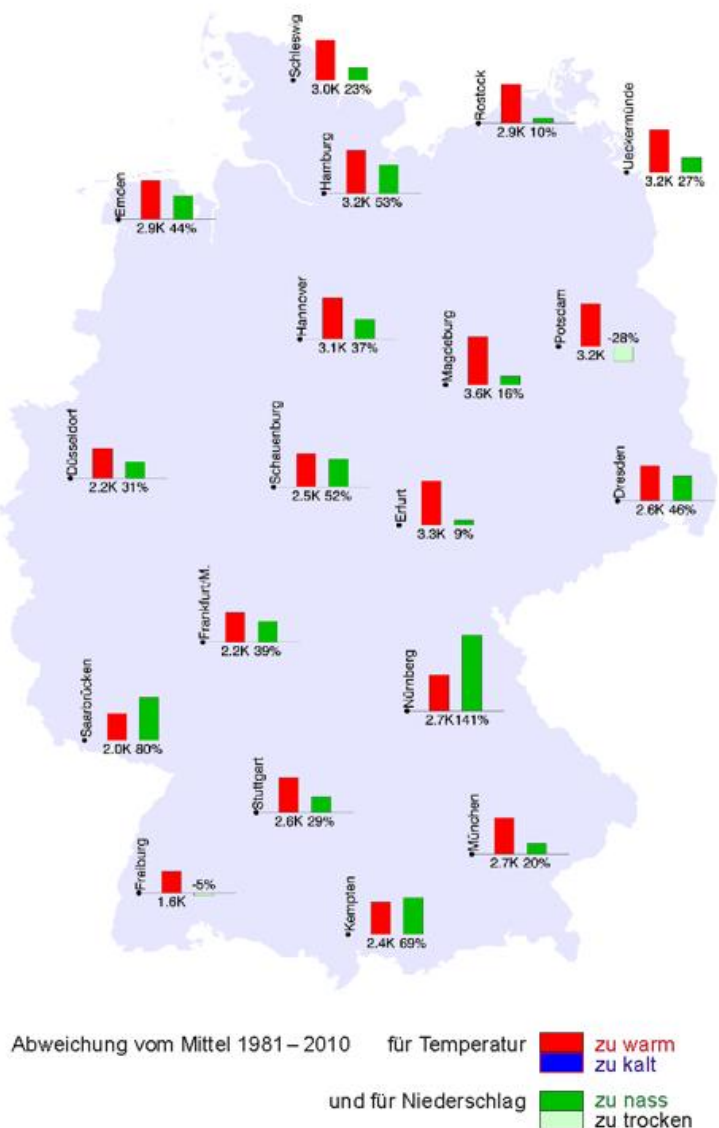 Schleswig
3.0K 23%
Rostock
2.9K 10%
Ueckermünde
3.2K 27%
Hamburg
3.2K 53%
Emden
2.9K 44%
Hannover
3.1K 37%
Potsdam
-28%
3.2K
Magdeburg
3.6K 16%
Düsseldorf
2.2K 31%
Schauenburg
2.5K 52%
Dresden
2.6K 46%
Erfurt
3.3K 9%
Frankfurt/M.
2.2K 39%
Nürnberg
2.7K 141%
Saarbrücken
2.0K 80%
Stuttgart
2.6K 29%
München
2.7K 20%
Freiburg
-5%
1.6K
Kempten
2.4K 69%
Abweichung vom Mittel 1981 – 2010 für Temperatur zu warm
zu kalt
und für Niederschlag zu nass
zu trocken